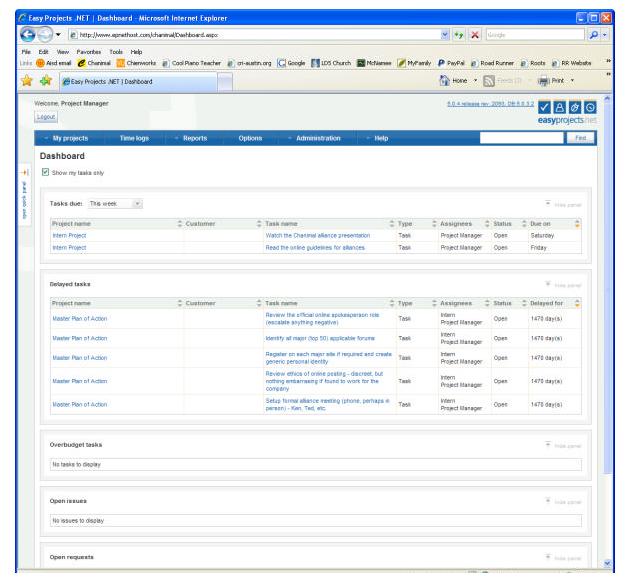 Easy Projects .NET | Dashboard - Microsoft Internet Explorer
http://www.epnethost.com/chanimal/Dashboard.aspx
Google
File Edit View Favorites Tools Help
Links Aind email Chanimal Chenworks Cool Piano Teacher cri-austin.org Google LDS Church McNamee MyFamily PayPal Road Runner Roots RR Website
Easy Projects .NET | Dashboard
Home Feeds Print
Welcome, Project Manager
Logout
easyprojects.net
My projects Time logs Reports Options Administration Help Find
Dashboard
Show my tasks only
open quick panel
Tasks due: This week Hide panel
Project name Customer Task name Type Assignees Status Due on
Intern Project Watch the Chanimal alliance presentation Task Project Manager Open Saturday
Intern Project Read the online guidelines for alliances Task Project Manager Open Friday
Delayed tasks Hide panel
Project name Customer Task name Type Assignees Status Delayed for
Master Plan of Action Review the official online spokesperson role (escalate anything negative) Task Intern Project Manager Open 1470 day(s)
Master Plan of Action Identify all major (top 50) applicable forums Task Intern Project Manager Open 1470 day(s)
Master Plan of Action Register on each major site if required and create generic personal identity Task Intern Project Manager Open 1470 day(s)
Master Plan of Action Review ethics of online posting - discreet, but nothing embarrasing if found to work for the company Task Intern Project Manager Open 1470 day(s)
Master Plan of Action Setup formal alliance meeting (phone, perhaps in person) - Ken, Ted, etc. Task Intern Project Manager Open 1470 day(s)
Overbudget tasks Hide panel
No tasks to display
Open issues Hide panel
No issues to display
Open requests Hide panel